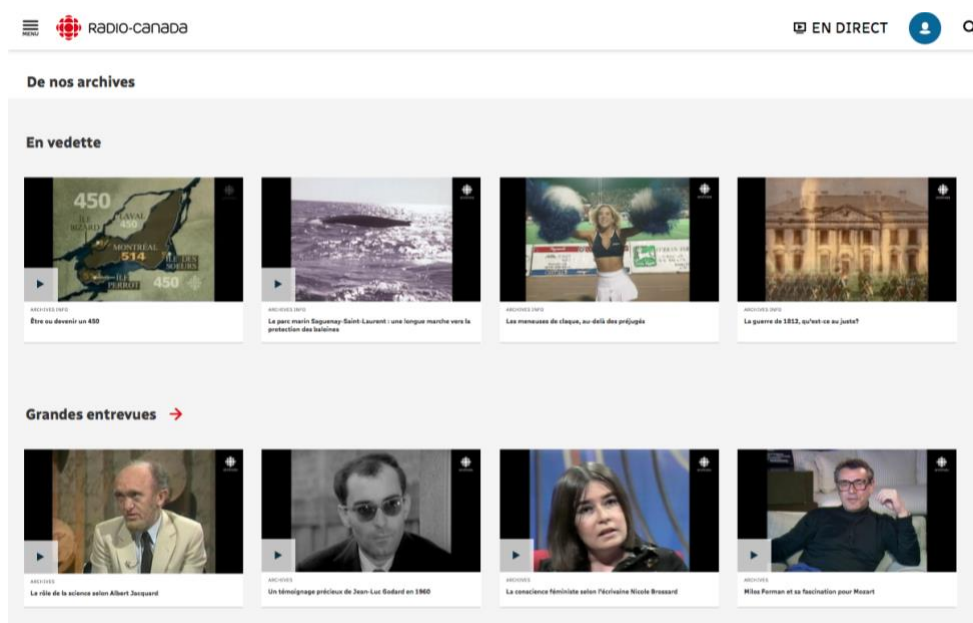 MENU
RADIO-CANADA
EN DIRECT
De nos archives
En vedette
450
ÎLE BIZARD
LAVAL
450
MONTRÉAL
514
ÎLE DES SOEURS
ÎLE PERROT
450
ARCHIVES INFO
Être ou devenir un 450
ARCHIVES INFO
Le parc marin Saguenay-Saint-Laurent : une longue marche vers la
protection des baleines
ARCHIVES INFO
Les meneuses de claque, au-delà des préjugés
ARCHIVES INFO
La guerre de 1812, qu'est-ce au juste?
Grandes entrevues
ARCHIVES
Le rôle de la science selon Albert Jacquard
ARCHIVES
Un témoignage précieux de Jean-Luc Godard en 1960
ARCHIVES
La conscience féministe selon l'écrivaine Nicole Brossard
ARCHIVES
Milos Forman et sa fascination pour Mozart